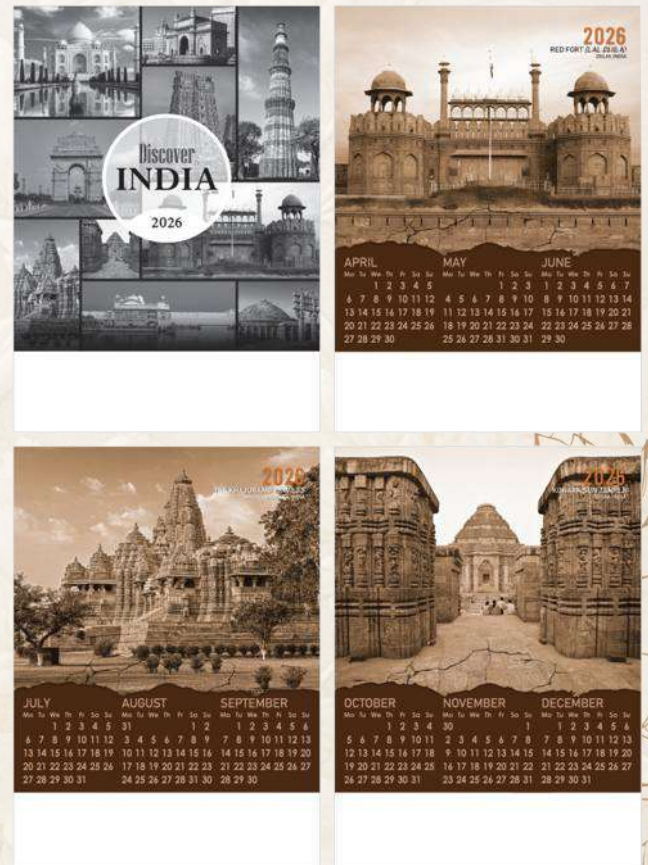 Discover
INDIA
2026
2026
RED FORT (LAL QILA)
DELHI, INDIA
APRIL
Mo Tu We Th Fr Sa Su
1 2 3 4 5
6 7 8 9 10 11 12
13 14 15 16 17 18 19
20 21 22 23 24 25 26
27 28 29 30
MAY
Mo Tu We Th Fr Sa Su
1 2 3
4 5 6 7 8 9 10
11 12 13 14 15 16 17
18 19 20 21 22 23 24
25 26 27 28 29 30 31
JUNE
Mo Tu We Th Fr Sa Su
1 2 3 4 5 6 7
8 9 10 11 12 13 14
15 16 17 18 19 20 21
22 23 24 25 26 27 28
29 30
2026
JULY
Mo Tu We Th Fr Sa Su
1 2 3 4 5
6 7 8 9 10 11 12
13 14 15 16 17 18 19
20 21 22 23 24 25 26
27 28 29 30 31
AUGUST
Mo Tu We Th Fr Sa Su
31 1 2
3 4 5 6 7 8 9
10 11 12 13 14 15 16
17 18 19 20 21 22 23
24 25 26 27 28 29 30
SEPTEMBER
Mo Tu We Th Fr Sa Su
1 2 3 4 5 6
7 8 9 10 11 12 13
14 15 16 17 18 19 20
21 22 23 24 25 26 27
28 29 30
2026
KONARK SUN TEMPLE
OCTOBER
Mo Tu We Th Fr Sa Su
1 2 3 4
5 6 7 8 9 10 11
12 13 14 15 16 17 18
19 20 21 22 23 24 25
26 27 28 29 30 31
NOVEMBER
Mo Tu We Th Fr Sa Su
30 1
2 3 4 5 6 7 8
9 10 11 12 13 14 15
16 17 18 19 20 21 22
23 24 25 26 27 28 29
DECEMBER
Mo Tu We Th Fr Sa Su
1 2 3 4 5 6
7 8 9 10 11 12 13
14 15 16 17 18 19 20
21 22 23 24 25 26 27
28 29 30 31